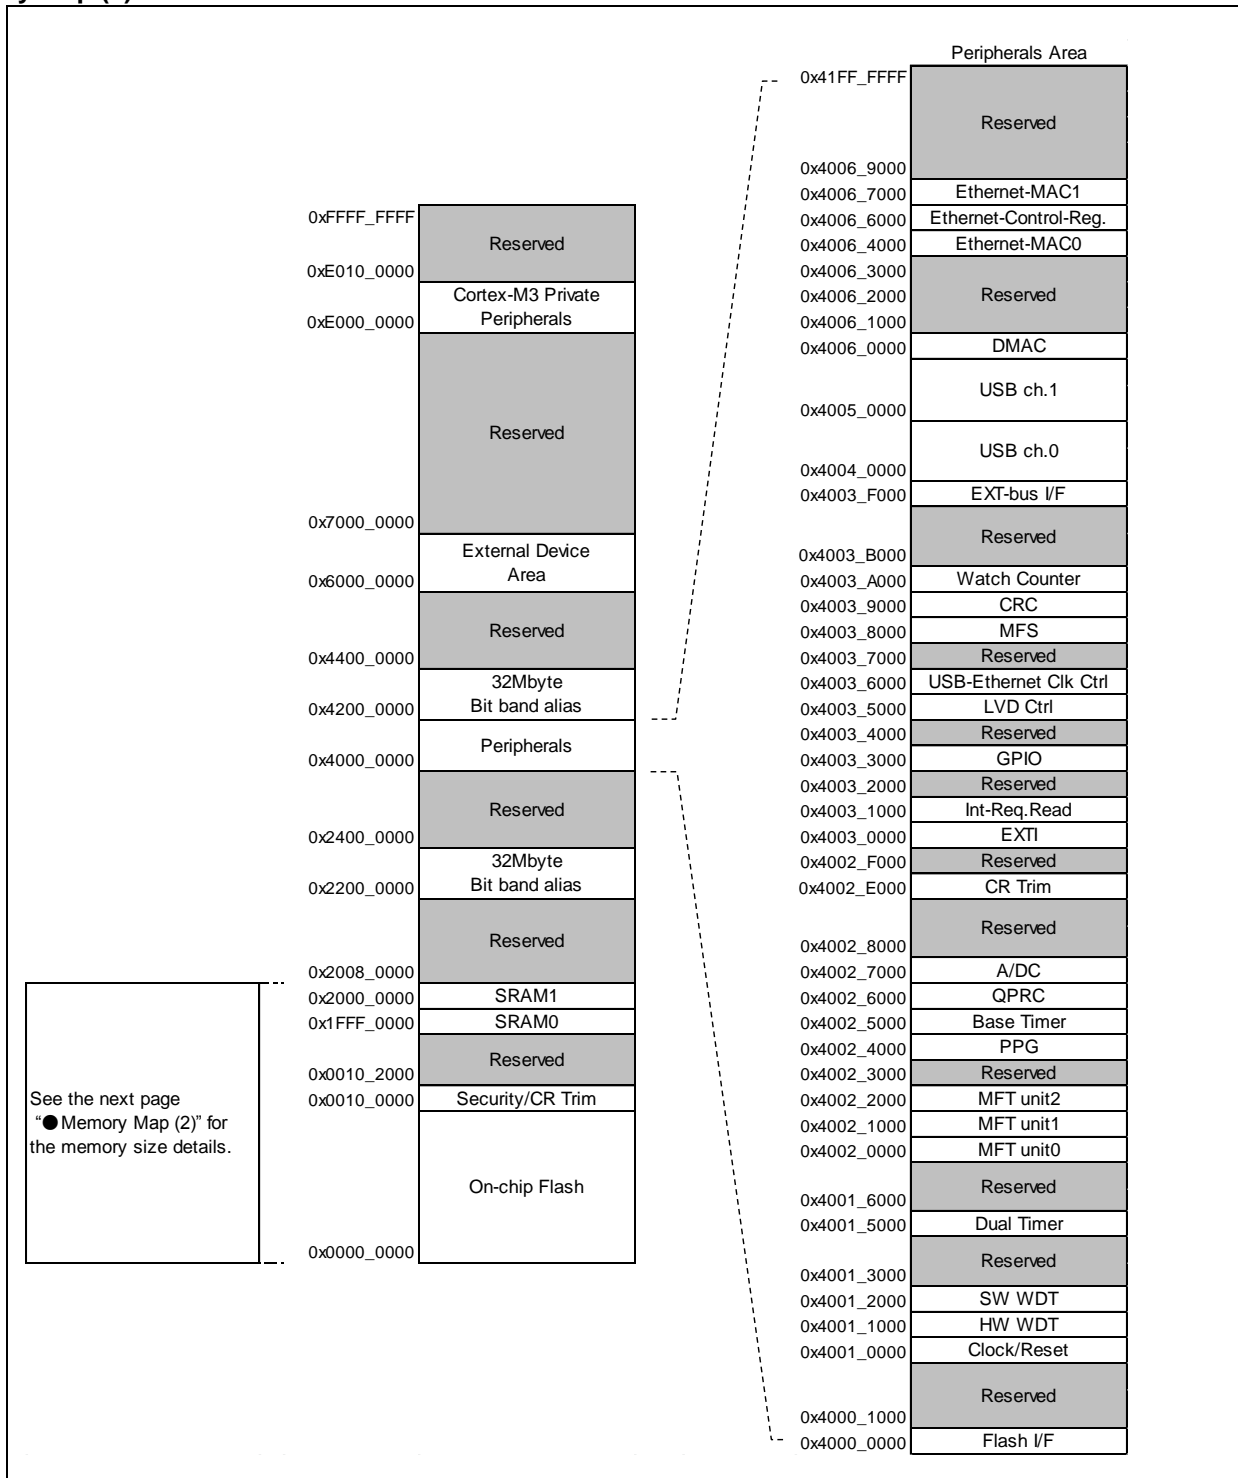 Peripherals Area
0x41FF_FFFF
Reserved
0x4006_9000
0x4006_7000 Ethernet-MAC1
0x4006_6000 Ethernet-Control-Reg.
0x4006_4000 Ethernet-MAC0
0x4006_3000
0x4006_2000 Reserved
0x4006_1000
0x4006_0000 DMAC
USB ch.1
0x4005_0000
USB ch.0
0x4004_0000
0x4003_F000 EXT-bus I/F
Reserved
0x4003_B000
0x4003_A000 Watch Counter
0x4003_9000 CRC
0x4003_8000 MFS
0x4003_7000 Reserved
0x4003_6000 USB-Ethernet Clk Ctrl
0x4003_5000 LVD Ctrl
0x4003_4000 Reserved
0x4003_3000 GPIO
0x4003_2000 Reserved
0x4003_1000 Int-Req.Read
0x4003_0000 EXTI
0x4002_F000 Reserved
0x4002_E000 CR Trim
Reserved
0x4002_8000
0x4002_7000 A/DC
0x4002_6000 QPRC
0x4002_5000 Base Timer
0x4002_4000 PPG
0x4002_3000 Reserved
0x4002_2000 MFT unit2
0x4002_1000 MFT unit1
0x4002_0000 MFT unit0
Reserved
0x4001_6000
0x4001_5000 Dual Timer
Reserved
0x4001_3000
0x4001_2000 SW WDT
0x4001_1000 HW WDT
0x4001_0000 Clock/Reset
Reserved
0x4000_1000
0x4000_0000 Flash I/F
0xFFFF_FFFF
Reserved
0xE010_0000
Cortex-M3 Private
0xE000_0000 Peripherals
Reserved
0x7000_0000
External Device
0x6000_0000 Area
Reserved
0x4400_0000
32Mbyte
0x4200_0000 Bit band alias
Peripherals
0x4000_0000
Reserved
0x2400_0000
32Mbyte
0x2200_0000 Bit band alias
Reserved
0x2008_0000
0x2000_0000 SRAM1
0x1FFF_0000 SRAM0
Reserved
0x0010_2000
0x0010_0000 Security/CR Trim
On-chip Flash
0x0000_0000
See the next page
“●Memory Map (2)” for
the memory size details.